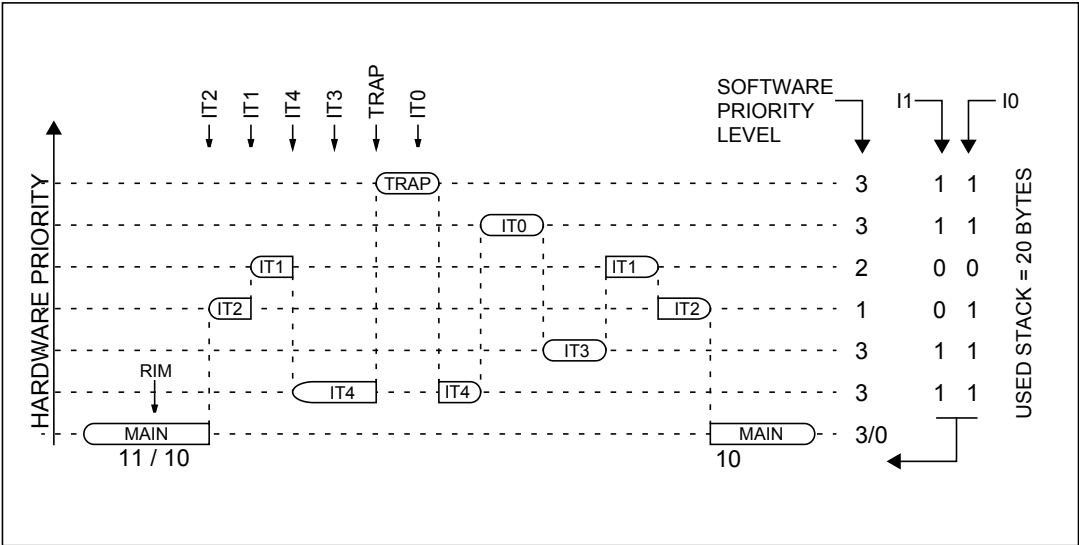 IT2
IT1
IT4
IT3
TRAP
IT0
SOFTWARE
PRIORITY
LEVEL
I1
I0
HARDWARE PRIORITY
USED STACK = 20 BYTES
TRAP
3
1 1
IT0
3
1 1
IT1
IT1
2
0 0
IT2
IT2
1
0 1
IT3
3
1 1
RIM
IT4
IT4
3
1 1
MAIN
MAIN
3/0
11 / 10
10